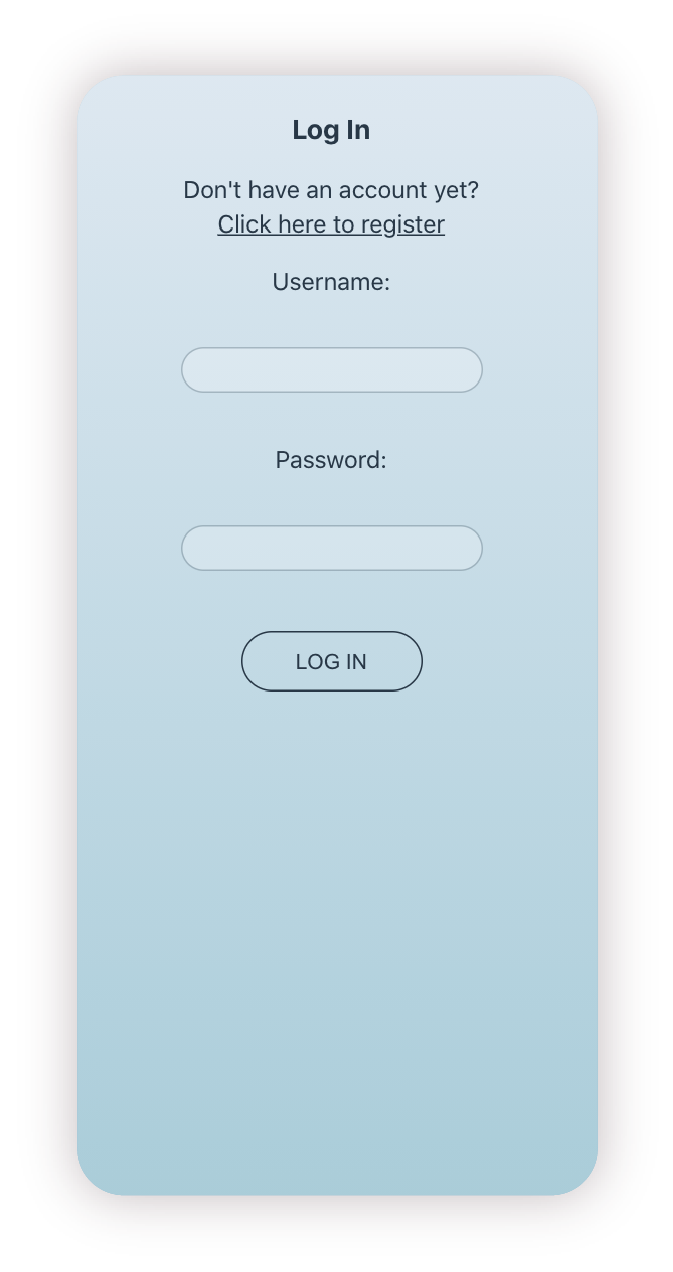 Log In
Don't have an account yet?
Click here to register
Username:
Password:
LOG IN